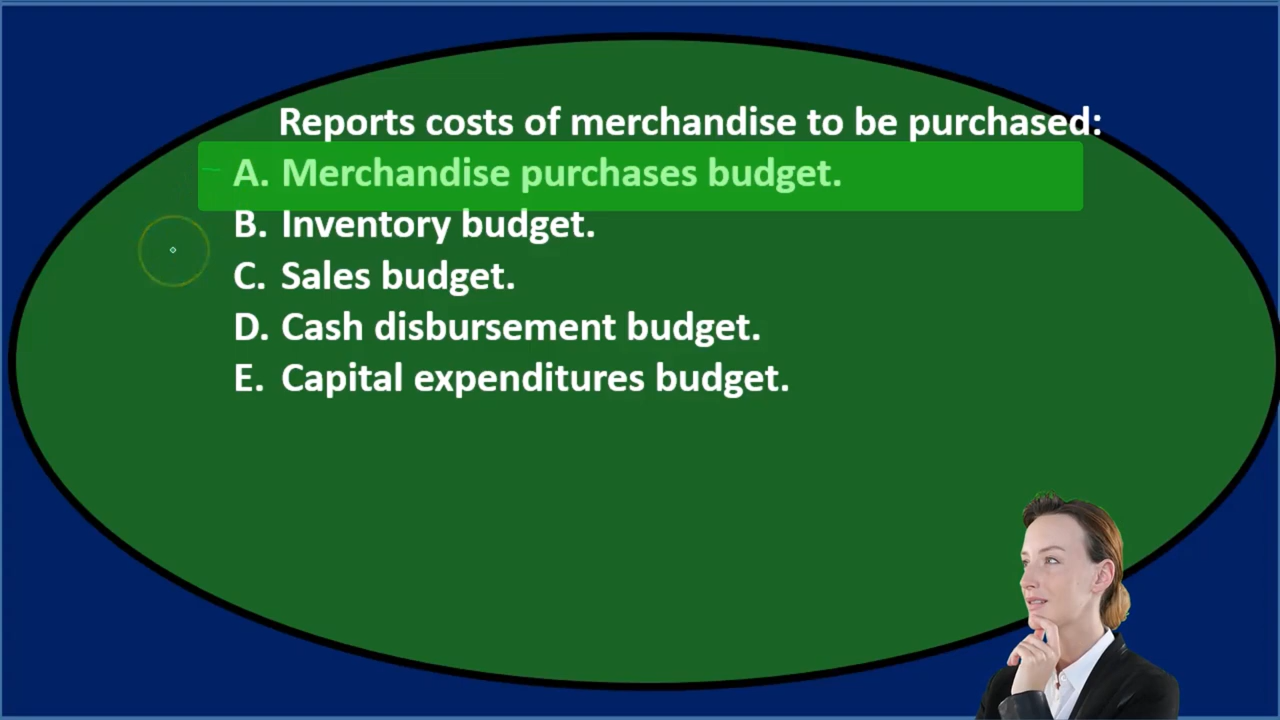 Reports costs of merchandise to be purchased:
A. Merchandise purchases budget.
B. Inventory budget.
C. Sales budget.
D. Cash disbursement budget.
E. Capital expenditures budget.